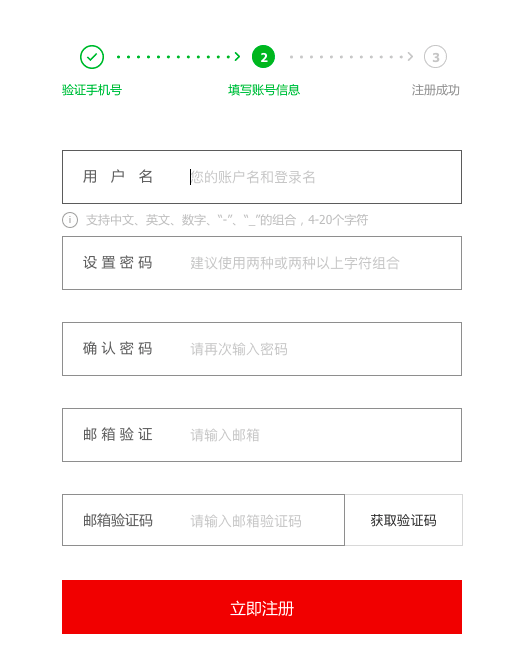 2
3
验证手机号
填写账号信息
注册成功
用户名 您的账户名和登录名
支持中文、英文、数字、“-”、“_”的组合，4-20个字符
设置密码 建议使用两种或两种以上字符组合
确认密码 请再次输入密码
邮箱验证 请输入邮箱
邮箱验证码 请输入邮箱验证码 获取验证码
立即注册